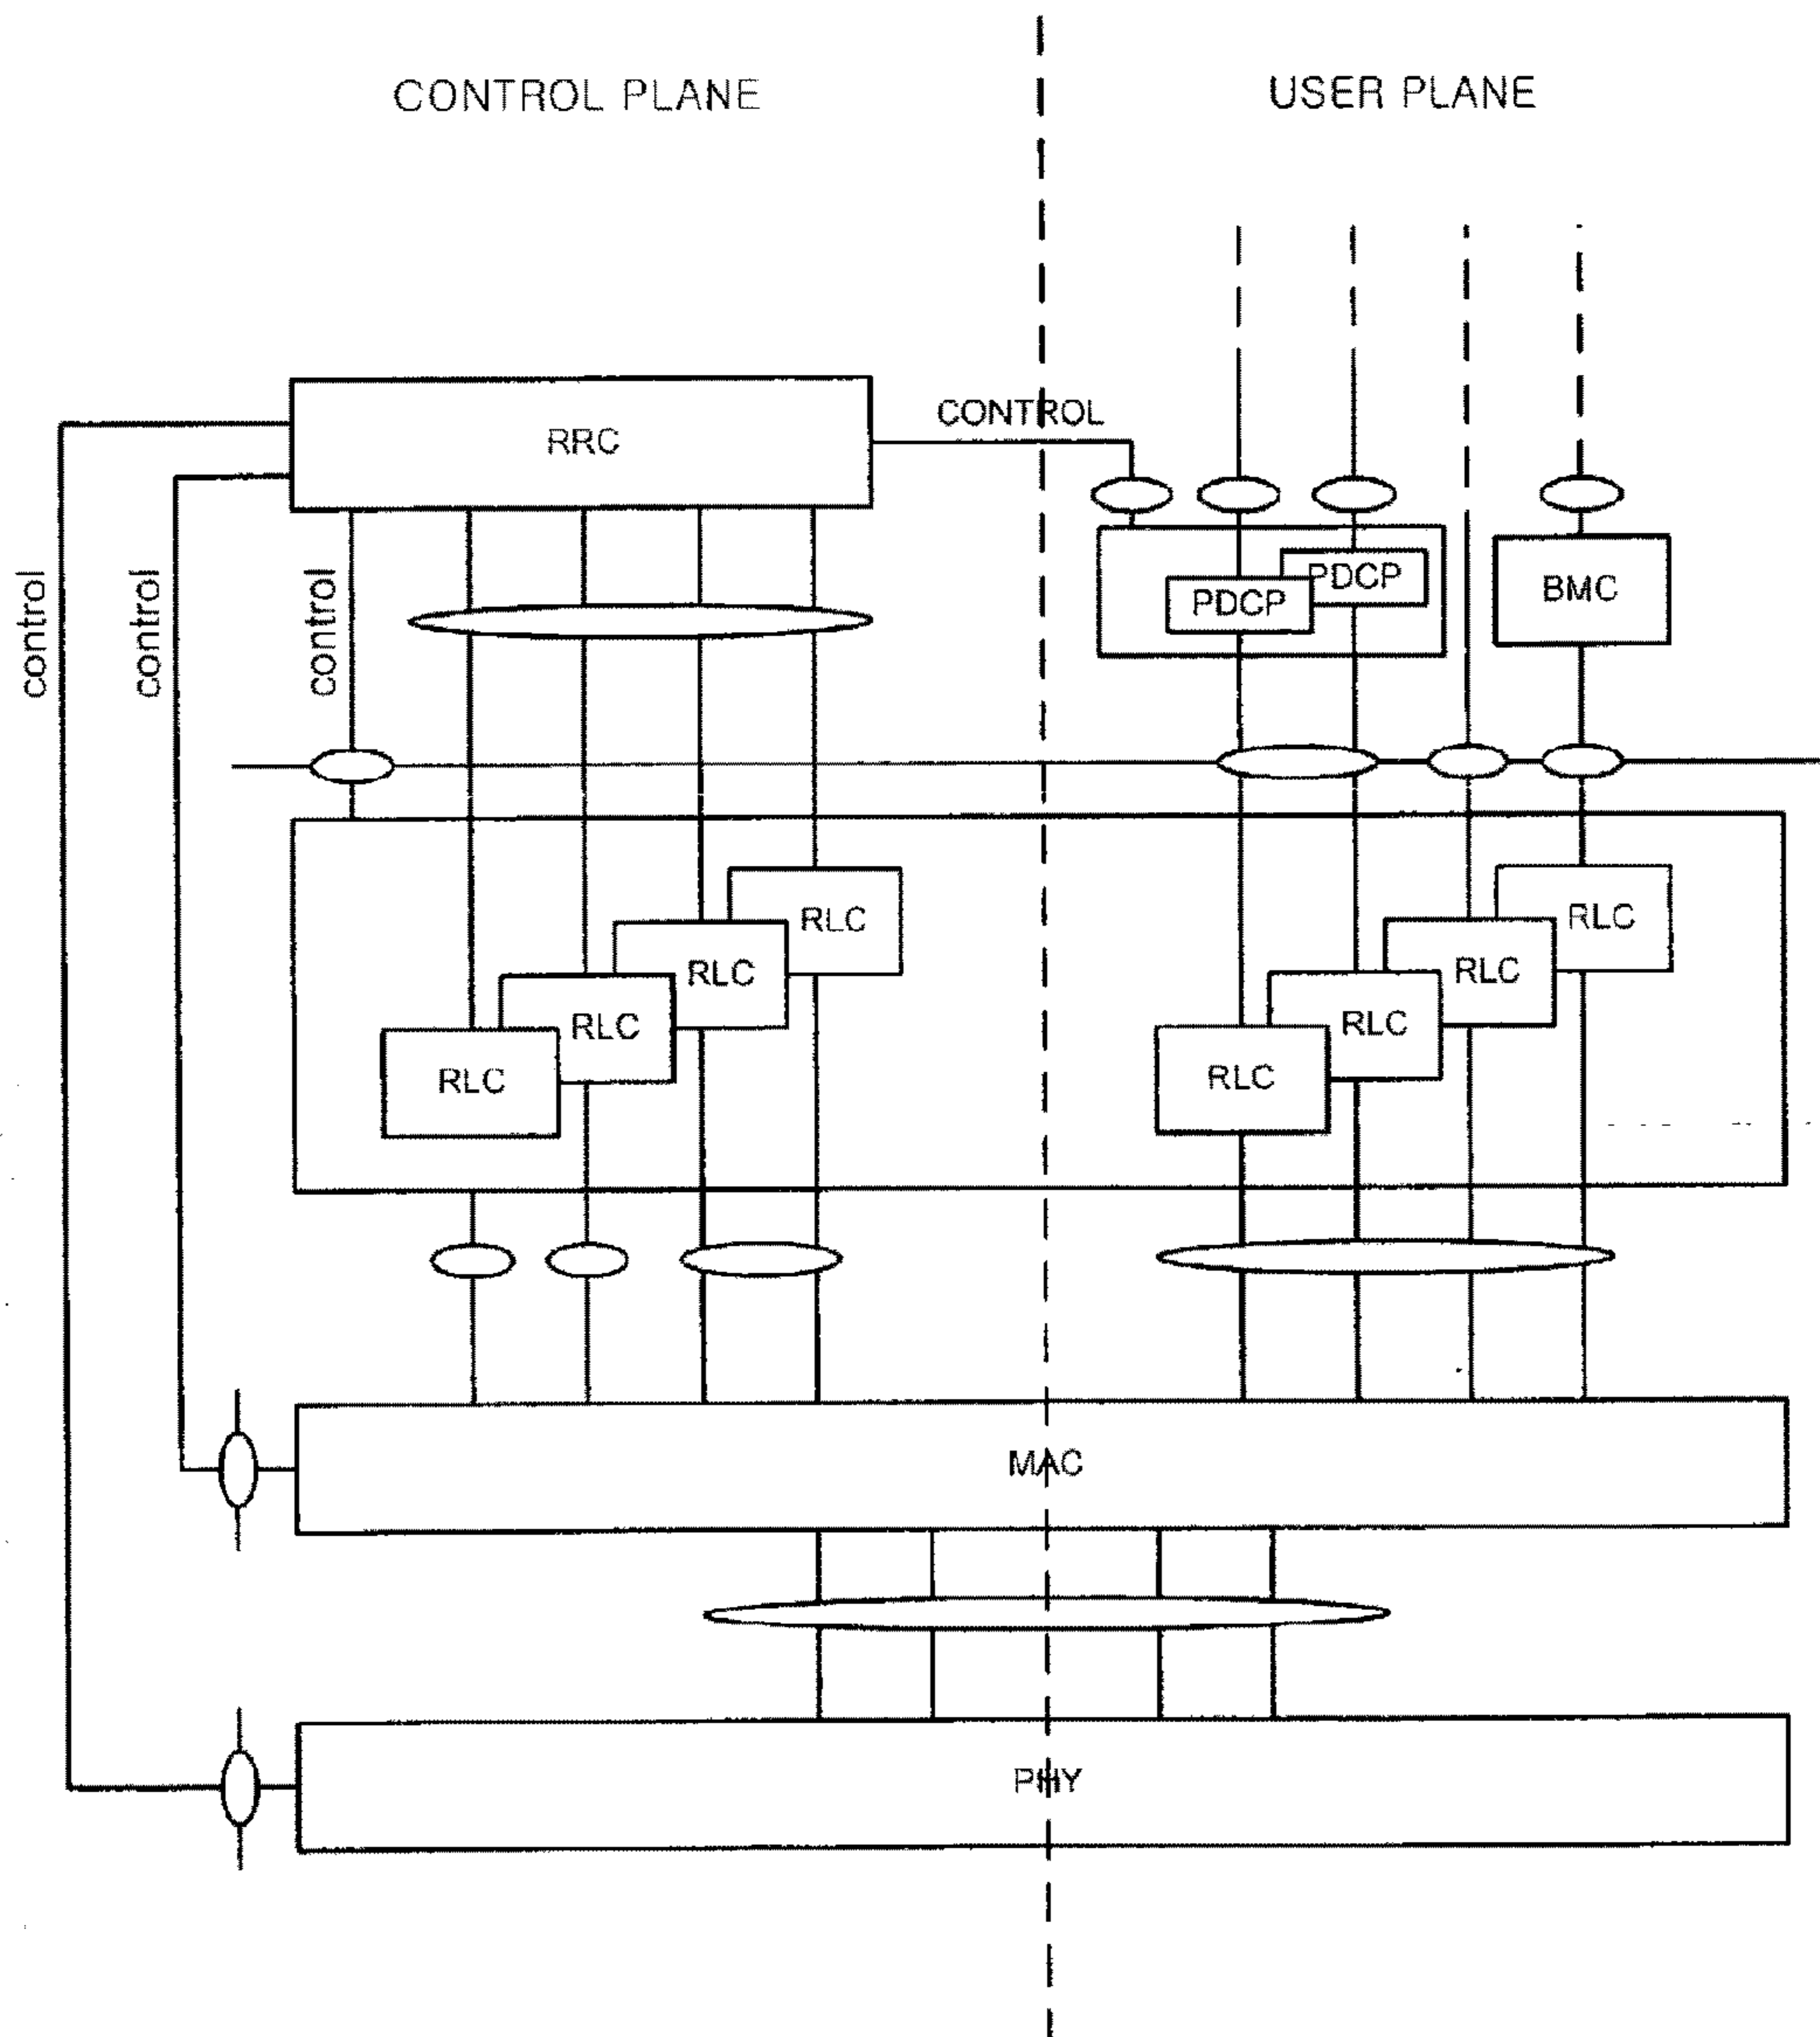 CONTROL PLANE
USER PLANE
CONTROL
RRC
control
control
control
PDCP
PDCP
BMC
RLC
RLC
RLC
RLC
RLC
RLC
RLC
RLC
MAC
PHY